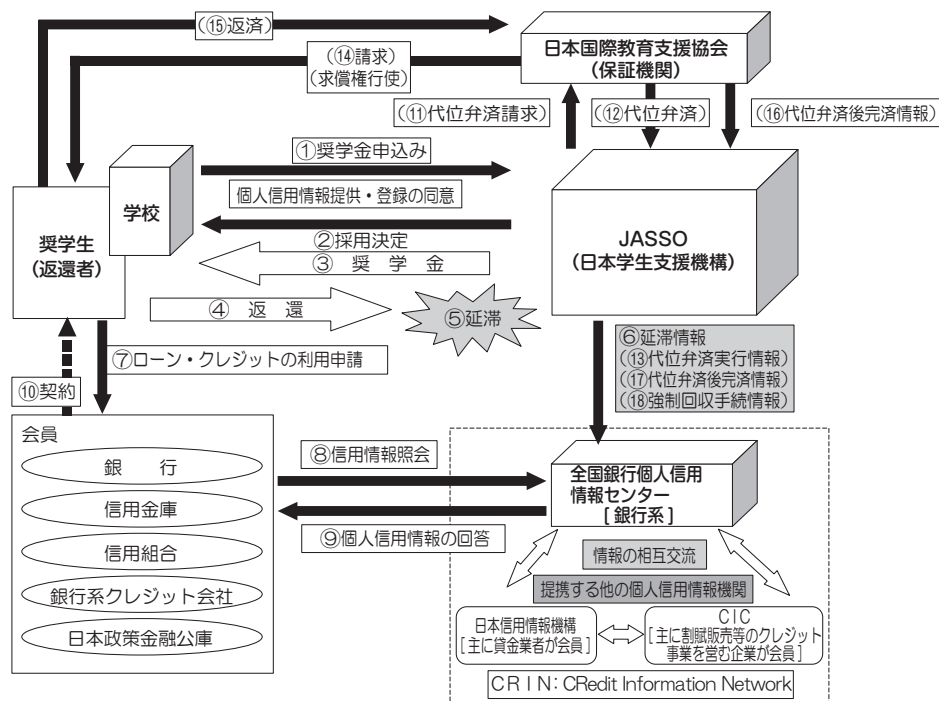 (⑮返済)
日本国際教育支援協会
(保証機関)
(⑭請求)
(求償権行使)
(⑪代位弁済請求)
(⑫代位弁済)
(⑯代位弁済後完済情報)
①奨学金申込み
個人信用情報提供・登録の同意
学校
奨学生
(返還者)
JASSO
(日本学生支援機構)
②採用決定
③ 奨 学 金
④ 返 還
⑤延滞
⑥延滞情報
(⑬代位弁済実行情報)
(⑰代位弁済後完済情報)
(⑱強制回収手続情報)
⑦ローン・クレジットの利用申請
⑩契約
会員
銀 行
信用金庫
信用組合
銀行系クレジット会社
日本政策金融公庫
⑧信用情報照会
⑨個人信用情報の回答
全国銀行個人信用
情報センター
[銀行系]
情報の相互交流
提携する他の個人信用情報機関
日本信用情報機構
[主に貸金業者が会員]
CIC
[主に割賦販売等のクレジット
事業を営む企業が会員]
CRIN:CRedit Information Network